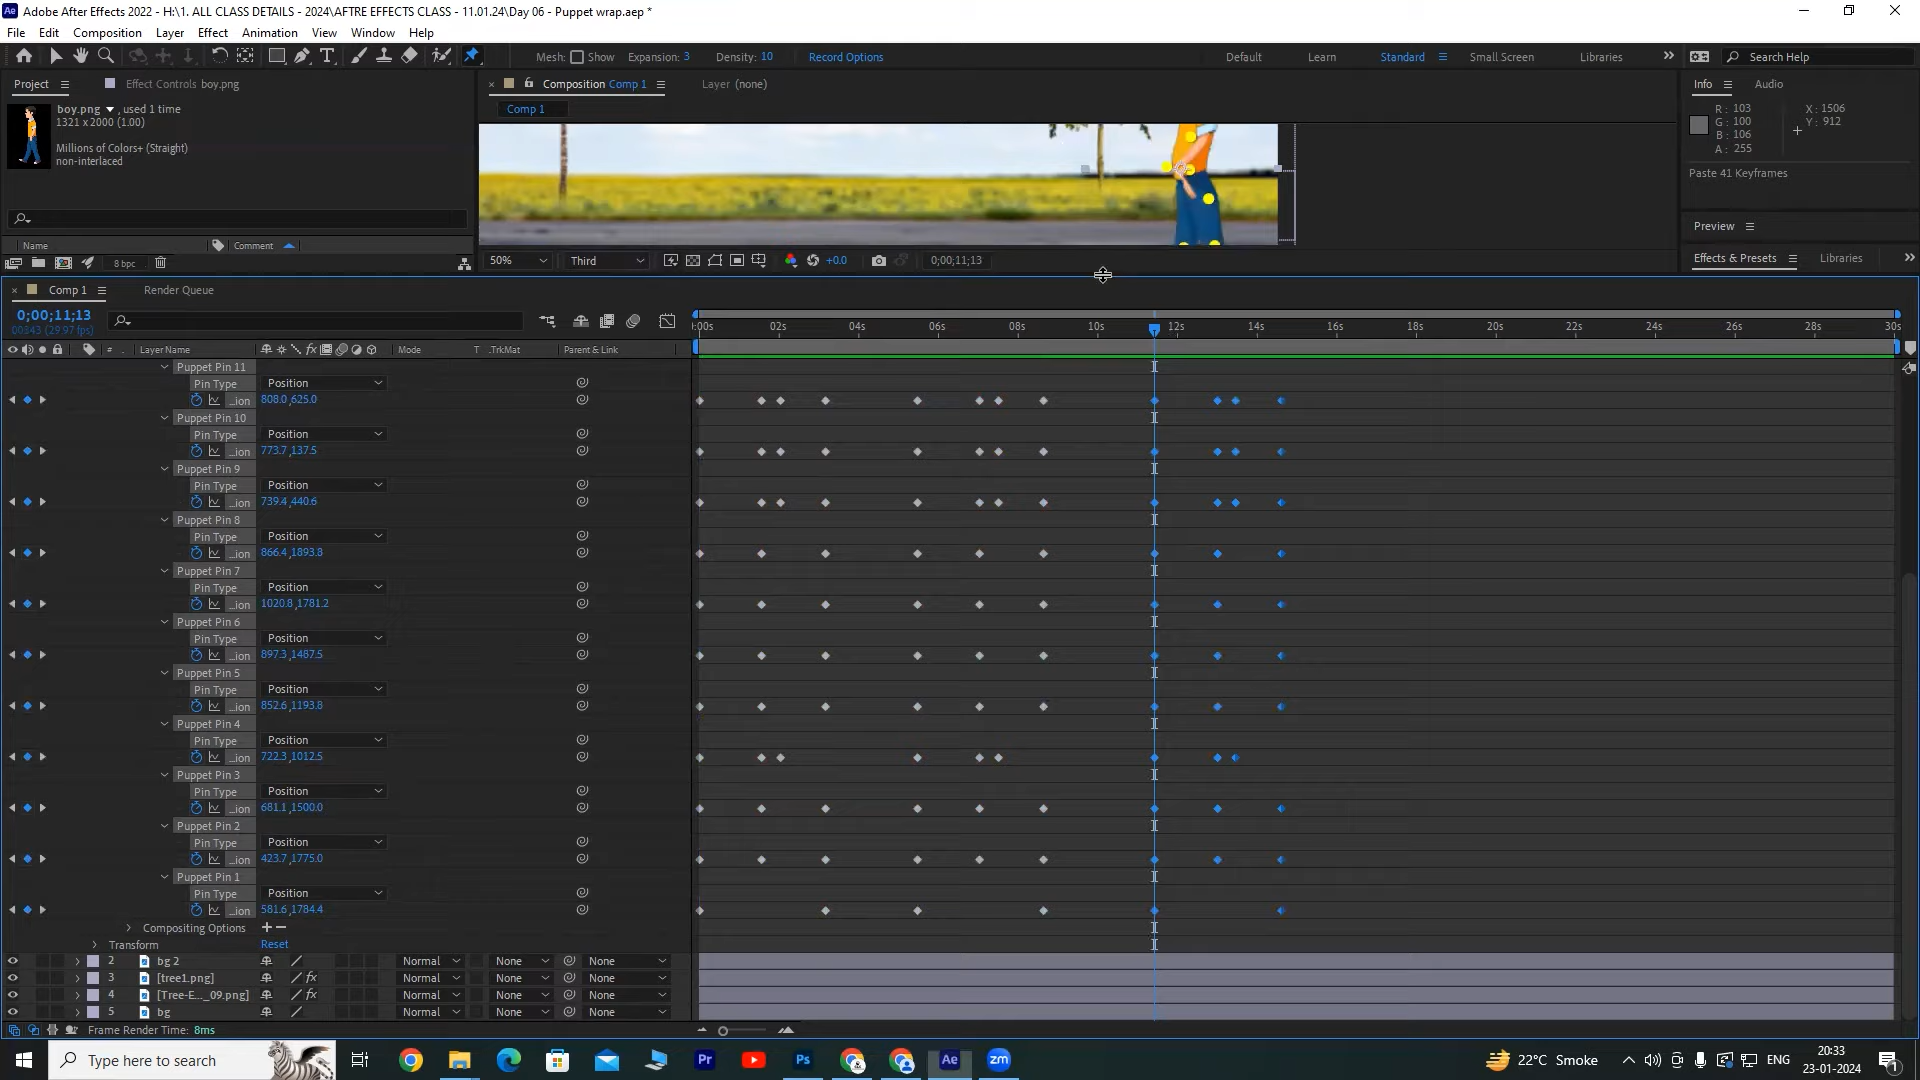 Adobe After Effects 2022 - H:\1. ALL CLASS DETAILS - 2024\AFTRE EFFECTS CLASS - 11.01.24\Day 06 - Puppet wrap.aep *
File Edit Composition Layer Effect Animation View Window Help
Mesh: Show Expansion: 3 Density: 10 Record Options Default Learn Standard Small Screen Libraries Search Help
Project Effect Controls boy.png Composition Comp 1 Layer (none) Info Audio
boy.png , used 1 time
1321 x 2000 (1.00)
Comp 1
Millions of Colors+ (Straight)
non-interlaced
R : 103 X : 1506
G : 100 Y : 912
B : 106
A : 255
Paste 41 Keyframes
Preview
Name Comment
8 bpc 50% Third +0.0 0;00;11;13 Effects & Presets Libraries
Comp 1 Render Queue
0;00;11;13
00343 (29.97 fps)
:00s 02s 04s 06s 08s 10s 12s 14s 16s 18s 20s 22s 24s 26s 28s 30s
# Layer Name Mode T .TrkMat Parent & Link
Puppet Pin 11
Pin Type Position
...ion 808.0,625.0
Puppet Pin 10
Pin Type Position
...ion 773.7,137.5
Puppet Pin 9
Pin Type Position
...ion 739.4,440.6
Puppet Pin 8
Pin Type Position
...ion 866.4,1893.8
Puppet Pin 7
Pin Type Position
...ion 1020.8,1781.2
Puppet Pin 6
Pin Type Position
...ion 897.3,1487.5
Puppet Pin 5
Pin Type Position
...ion 852.6,1193.8
Puppet Pin 4
Pin Type Position
...ion 722.3,1012.5
Puppet Pin 3
Pin Type Position
...ion 681.1,1500.0
Puppet Pin 2
Pin Type Position
...ion 423.7,1775.0
Puppet Pin 1
Pin Type Position
...ion 581.6,1784.4
Compositing Options + −
Transform Reset
2 bg 2 Normal None None
3 [tree1.png] fx Normal None None
4 [Tree-E..._09.png] fx Normal None None
5 bg Normal None None
Frame Render Time: 8ms
Type here to search 22°C Smoke ENG 20:33
23-01-2024